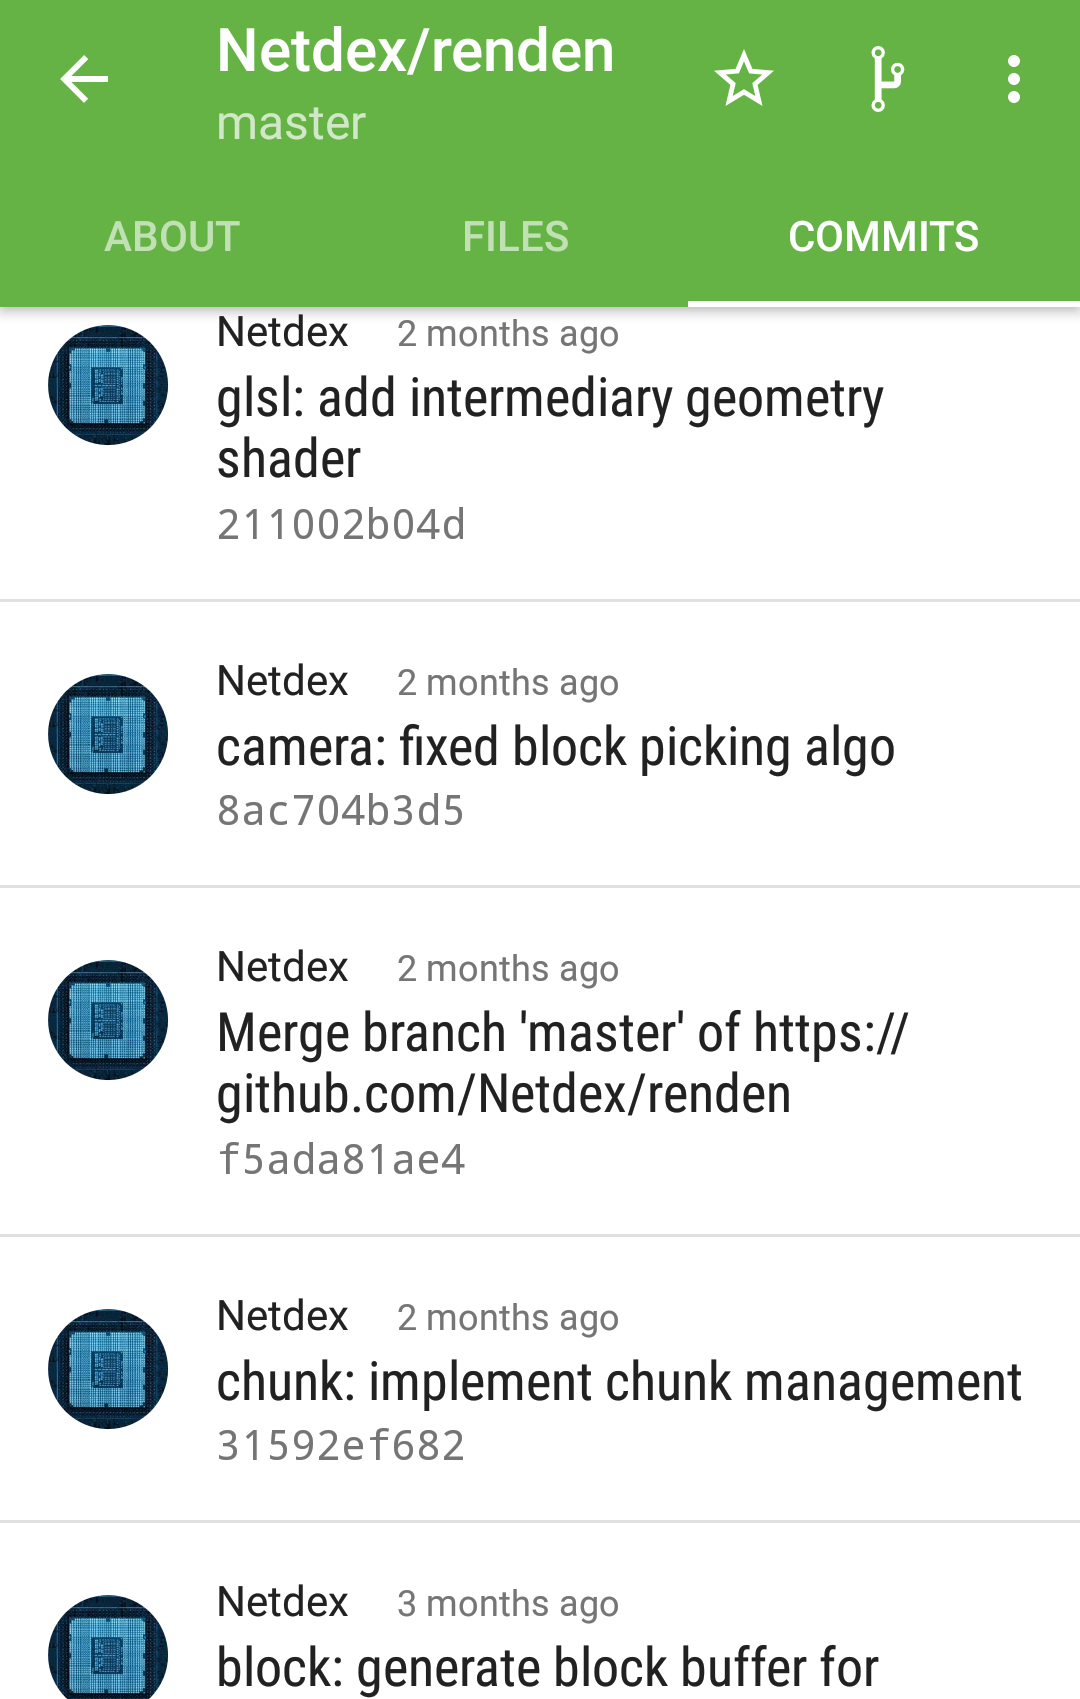 Netdex/renden
master
ABOUT FILES COMMITS
Netdex 2 months ago
glsl: add intermediary geometry
shader
211002b04d
Netdex 2 months ago
camera: fixed block picking algo
8ac704b3d5
Netdex 2 months ago
Merge branch 'master' of https://
github.com/Netdex/renden
f5ada81ae4
Netdex 2 months ago
chunk: implement chunk management
31592ef682
Netdex 3 months ago
block: generate block buffer for